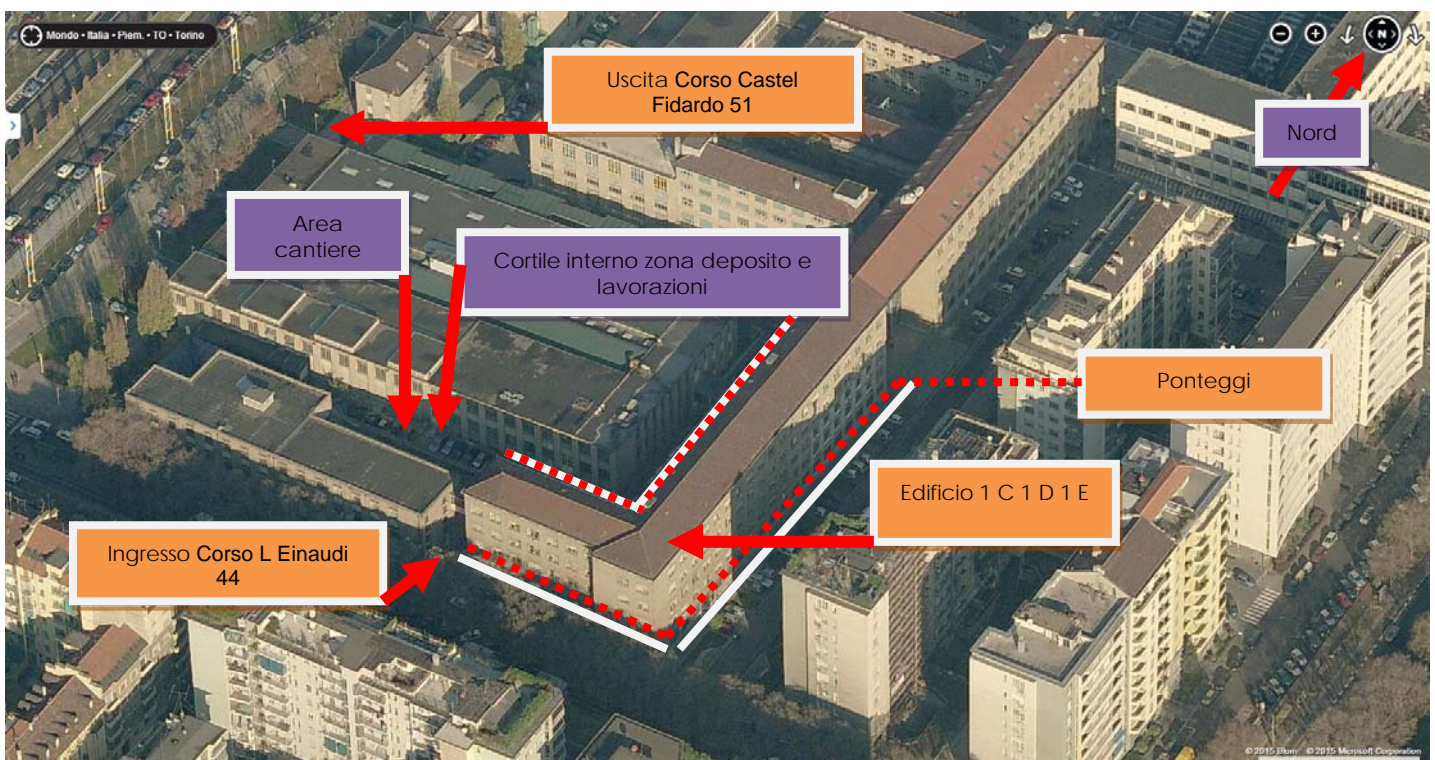 Mondo • Italia • Piem. • TO • Torino
N
Uscita Corso Castel
Fidardo 51
Nord
Area
cantiere
Cortile interno zona deposito e
lavorazioni
Ponteggi
Edificio 1 C 1 D 1 E
Ingresso Corso L Einaudi
44
© 2015 Blom © 2015 Microsoft Corporation